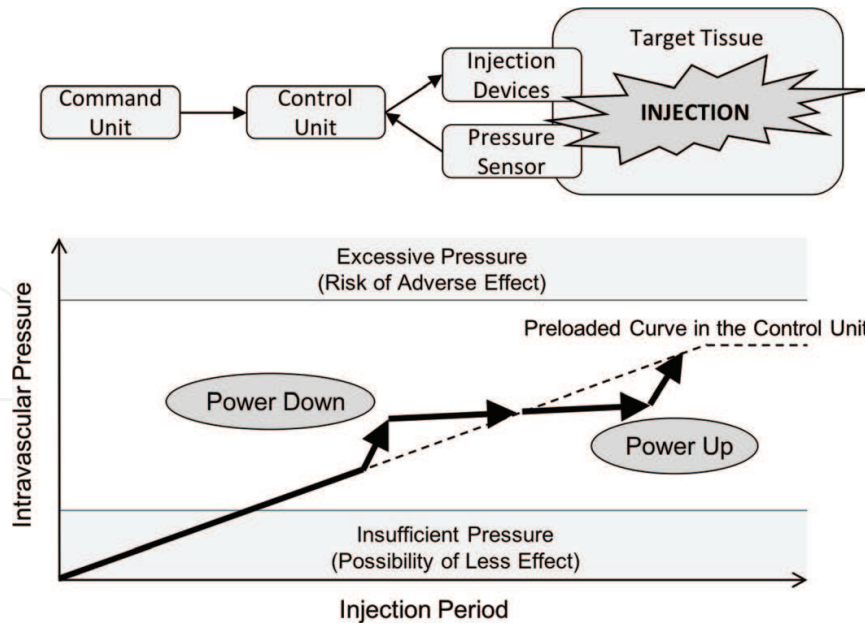 Target Tissue
Injection
Devices
Command
Unit
Control
Unit
INJECTION
Pressure
Sensor
Excessive Pressure
(Risk of Adverse Effect)
Preloaded Curve in the Control Unit
Power Down
Power Up
Insufficient Pressure
(Possibility of Less Effect)
Intravascular Pressure
Injection Period